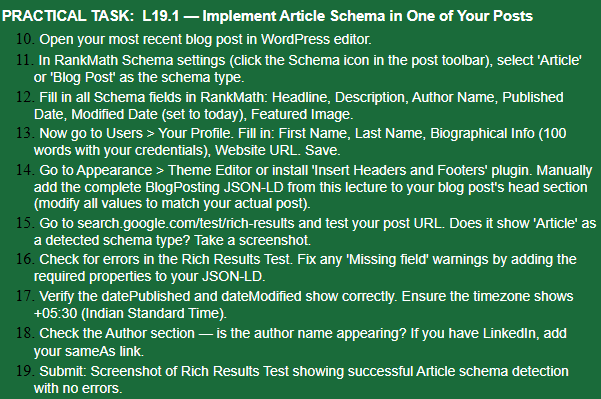 PRACTICAL TASK:  L19.1 — Implement Article Schema in One of Your Posts
10. Open your most recent blog post in WordPress editor.
11. In RankMath Schema settings (click the Schema icon in the post toolbar), select 'Article'
or 'Blog Post' as the schema type.
12. Fill in all Schema fields in RankMath: Headline, Description, Author Name, Published
Date, Modified Date (set to today), Featured Image.
13. Now go to Users > Your Profile. Fill in: First Name, Last Name, Biographical Info (100
words with your credentials), Website URL. Save.
14. Go to Appearance > Theme Editor or install 'Insert Headers and Footers' plugin. Manually
add the complete BlogPosting JSON-LD from this lecture to your blog post's head section
(modify all values to match your actual post).
15. Go to search.google.com/test/rich-results and test your post URL. Does it show 'Article' as
a detected schema type? Take a screenshot.
16. Check for errors in the Rich Results Test. Fix any 'Missing field' warnings by adding the
required properties to your JSON-LD.
17. Verify the datePublished and dateModified show correctly. Ensure the timezone shows
+05:30 (Indian Standard Time).
18. Check the Author section — is the author name appearing? If you have LinkedIn, add
your sameAs link.
19. Submit: Screenshot of Rich Results Test showing successful Article schema detection
with no errors.